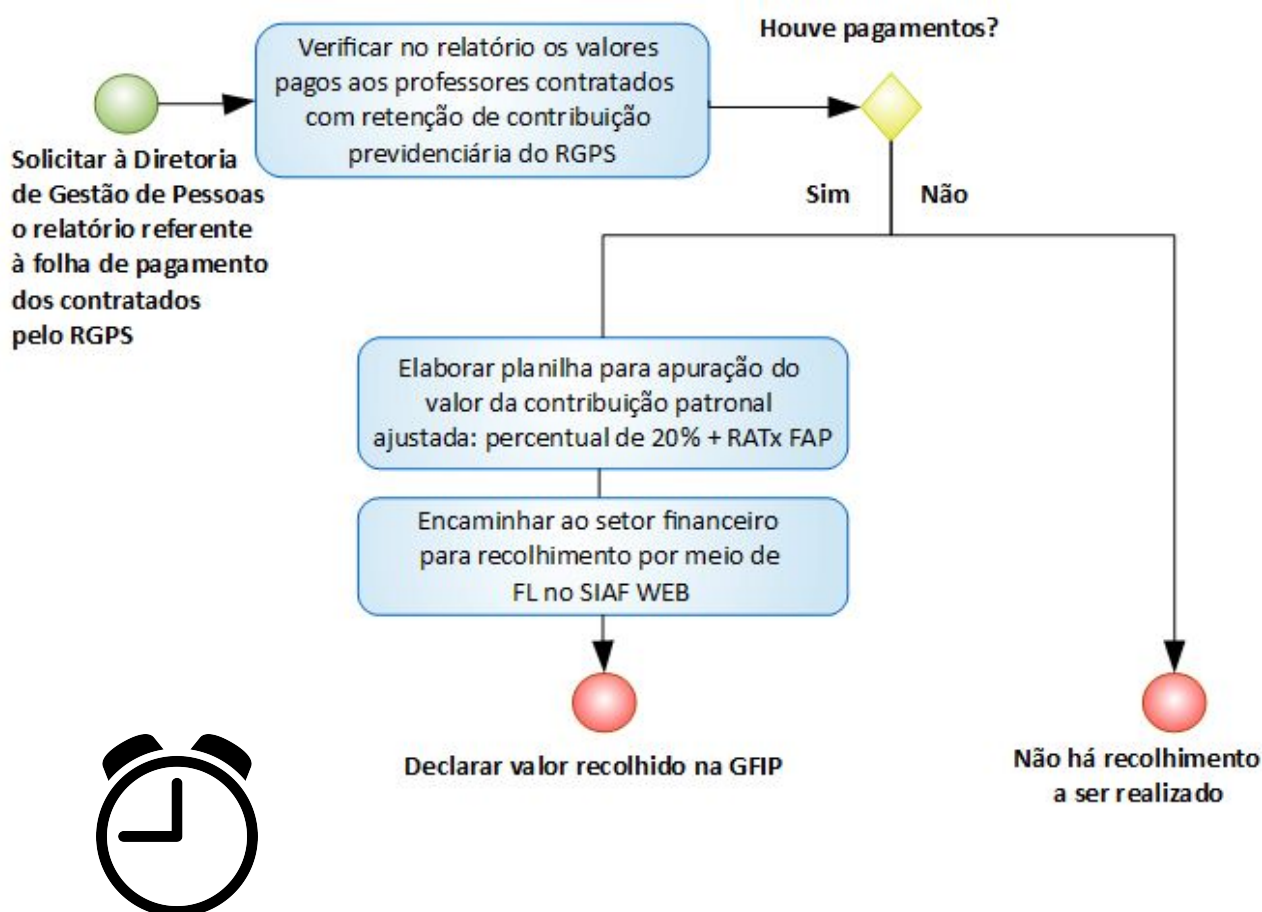 Solicitar à Diretoria
de Gestão de Pessoas
o relatório referente
à folha de pagamento
dos contratados
pelo RGPS
Verificar no relatório os valores
pagos aos professores contratados
com retenção de contribuição
previdenciária do RGPS
Houve pagamentos?
Sim
Não
Elaborar planilha para apuração do
valor da contribuição patronal
ajustada: percentual de 20% + RATx FAP
Encaminhar ao setor financeiro
para recolhimento por meio de
FL no SIAF WEB
Declarar valor recolhido na GFIP
Não há recolhimento
a ser realizado